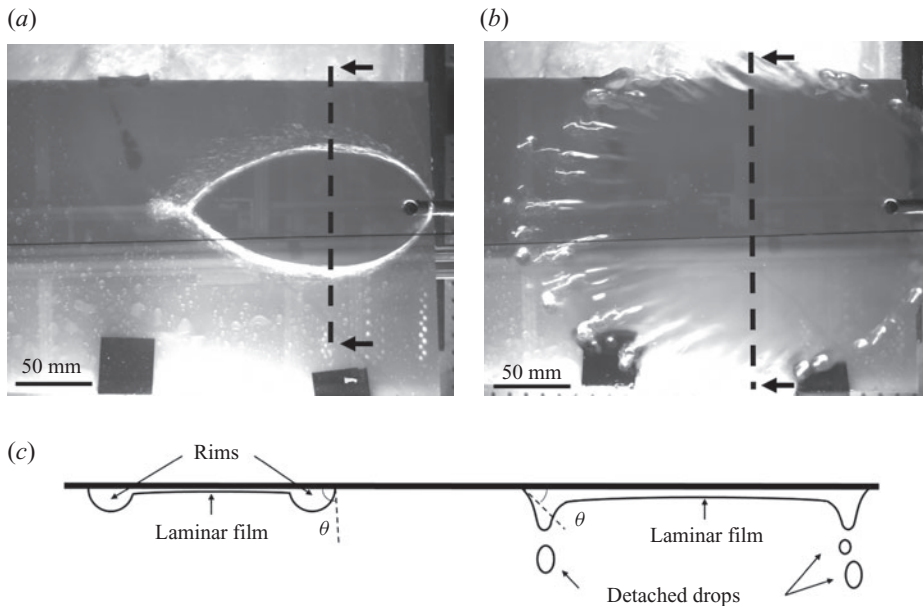 (a)
(b)
50 mm
50 mm
(c)
Rims
Laminar film
θ
Laminar film
θ
Detached drops